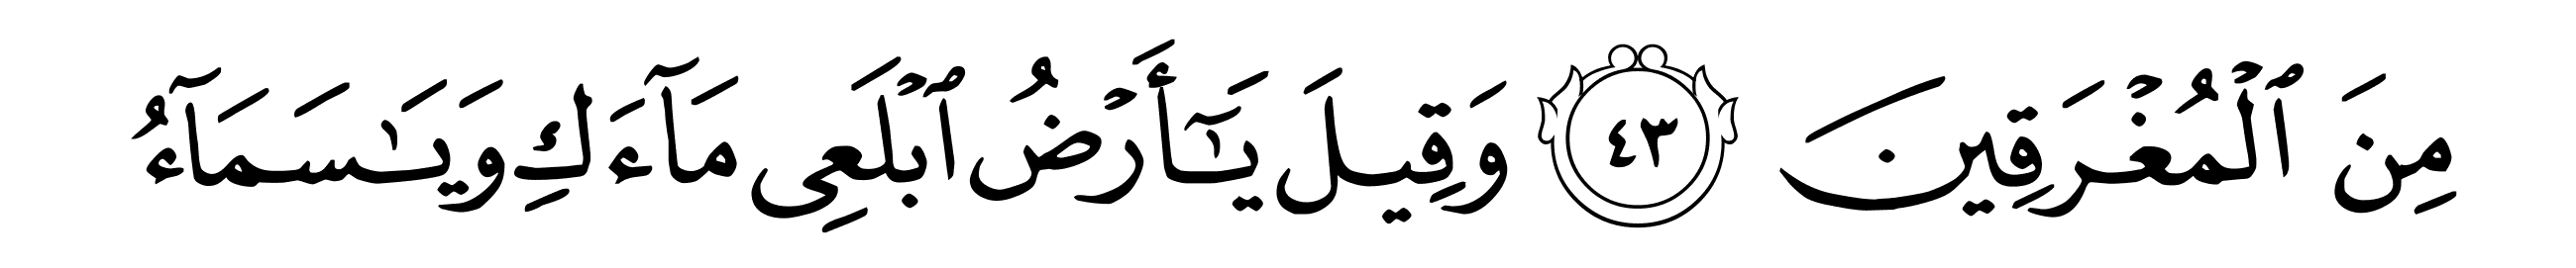 مِنَ ٱلْمُغْرَقِينَ ٤٣ وَقِيلَ يَـٰٓأَرْضُ ٱبْلَعِى مَآءَكِ وَيَـٰسَمَآءُ